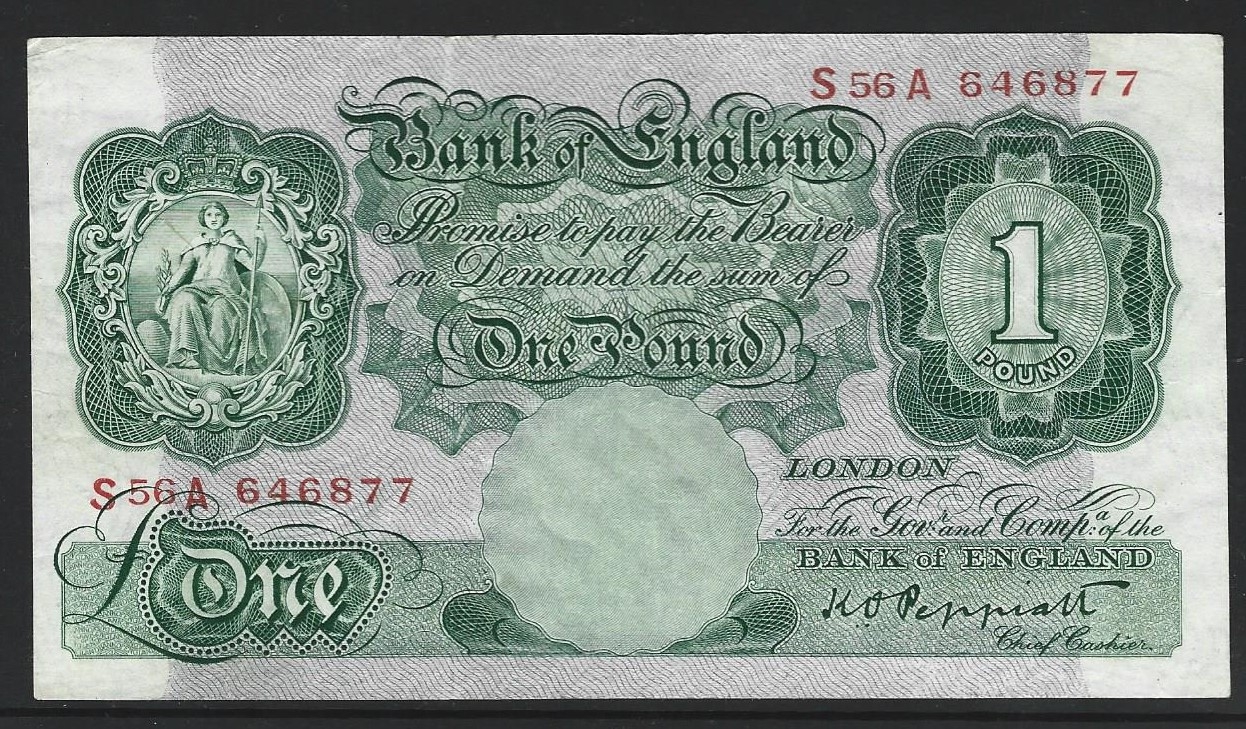 S56A 646877
Bank of England
Promise to pay the Bearer
on Demand the sum of
One Pound
1
POUND
S56A 646877
£One
LONDON
For the Govr. and Compa. of the
BANK of ENGLAND
K O Peppiatt
Chief Cashier.